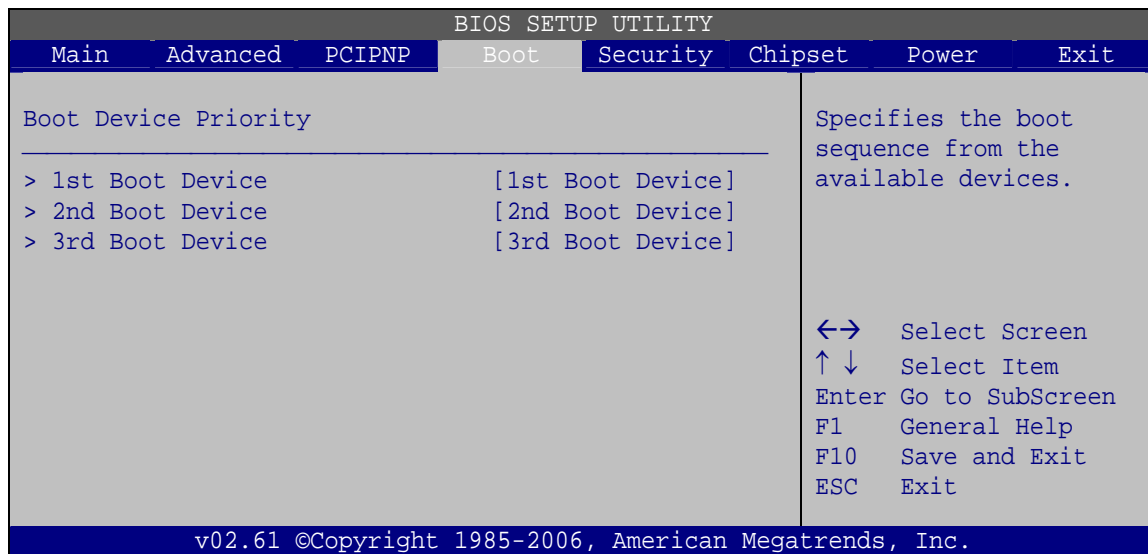 BIOS SETUP UTILITY
Main Advanced PCIPNP Boot Security Chipset Power Exit
Boot Device Priority
> 1st Boot Device [1st Boot Device]
> 2nd Boot Device [2nd Boot Device]
> 3rd Boot Device [3rd Boot Device]
Specifies the boot
sequence from the
available devices.
←→ Select Screen
↑ ↓ Select Item
Enter Go to SubScreen
F1 General Help
F10 Save and Exit
ESC Exit
v02.61 ©Copyright 1985-2006, American Megatrends, Inc.